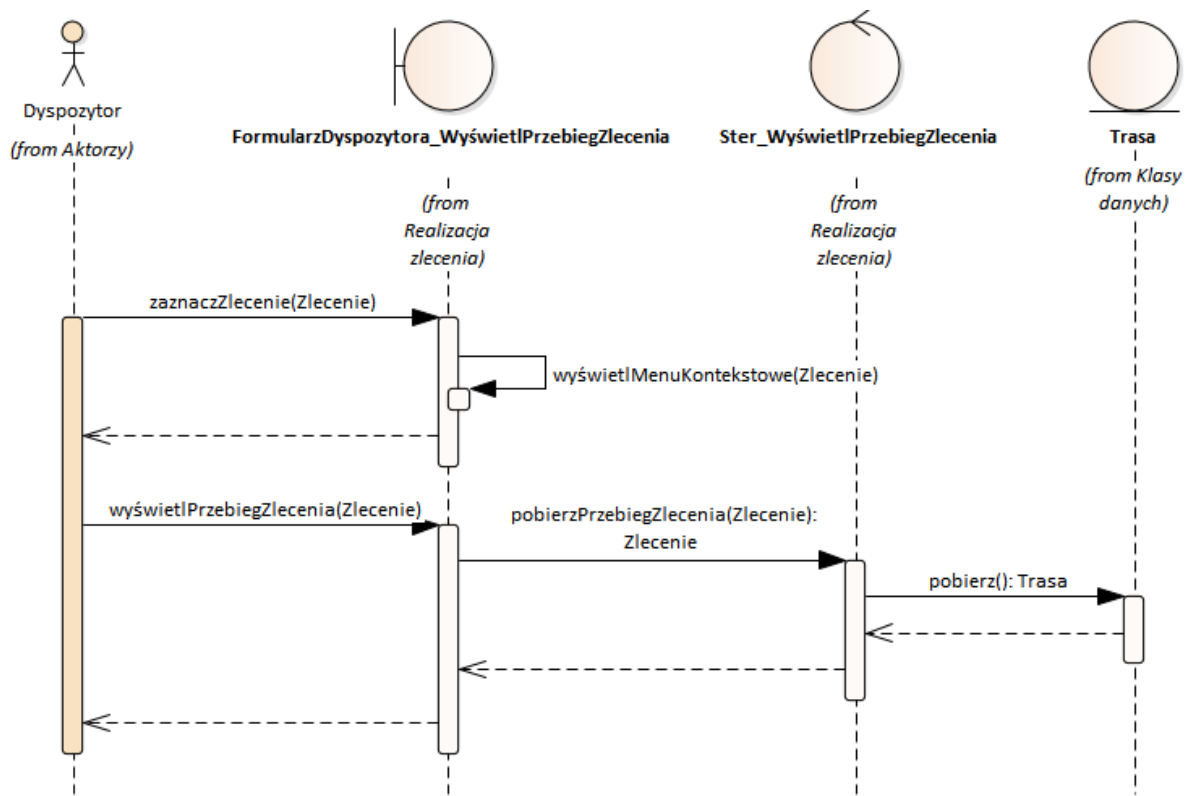 Dyspozytor
(from Aktorzy)
FormularzDyspozytora_WyświetlPrzebiegZlecenia
(from
Realizacja
zlecenia)
Ster_WyświetlPrzebiegZlecenia
(from
Realizacja
zlecenia)
Trasa
(from Klasy
danych)
zaznaczZlecenie(Zlecenie)
wyświetlMenuKontekstowe(Zlecenie)
wyświetlPrzebiegZlecenia(Zlecenie)
pobierzPrzebiegZlecenia(Zlecenie):
Zlecenie
pobierz(): Trasa